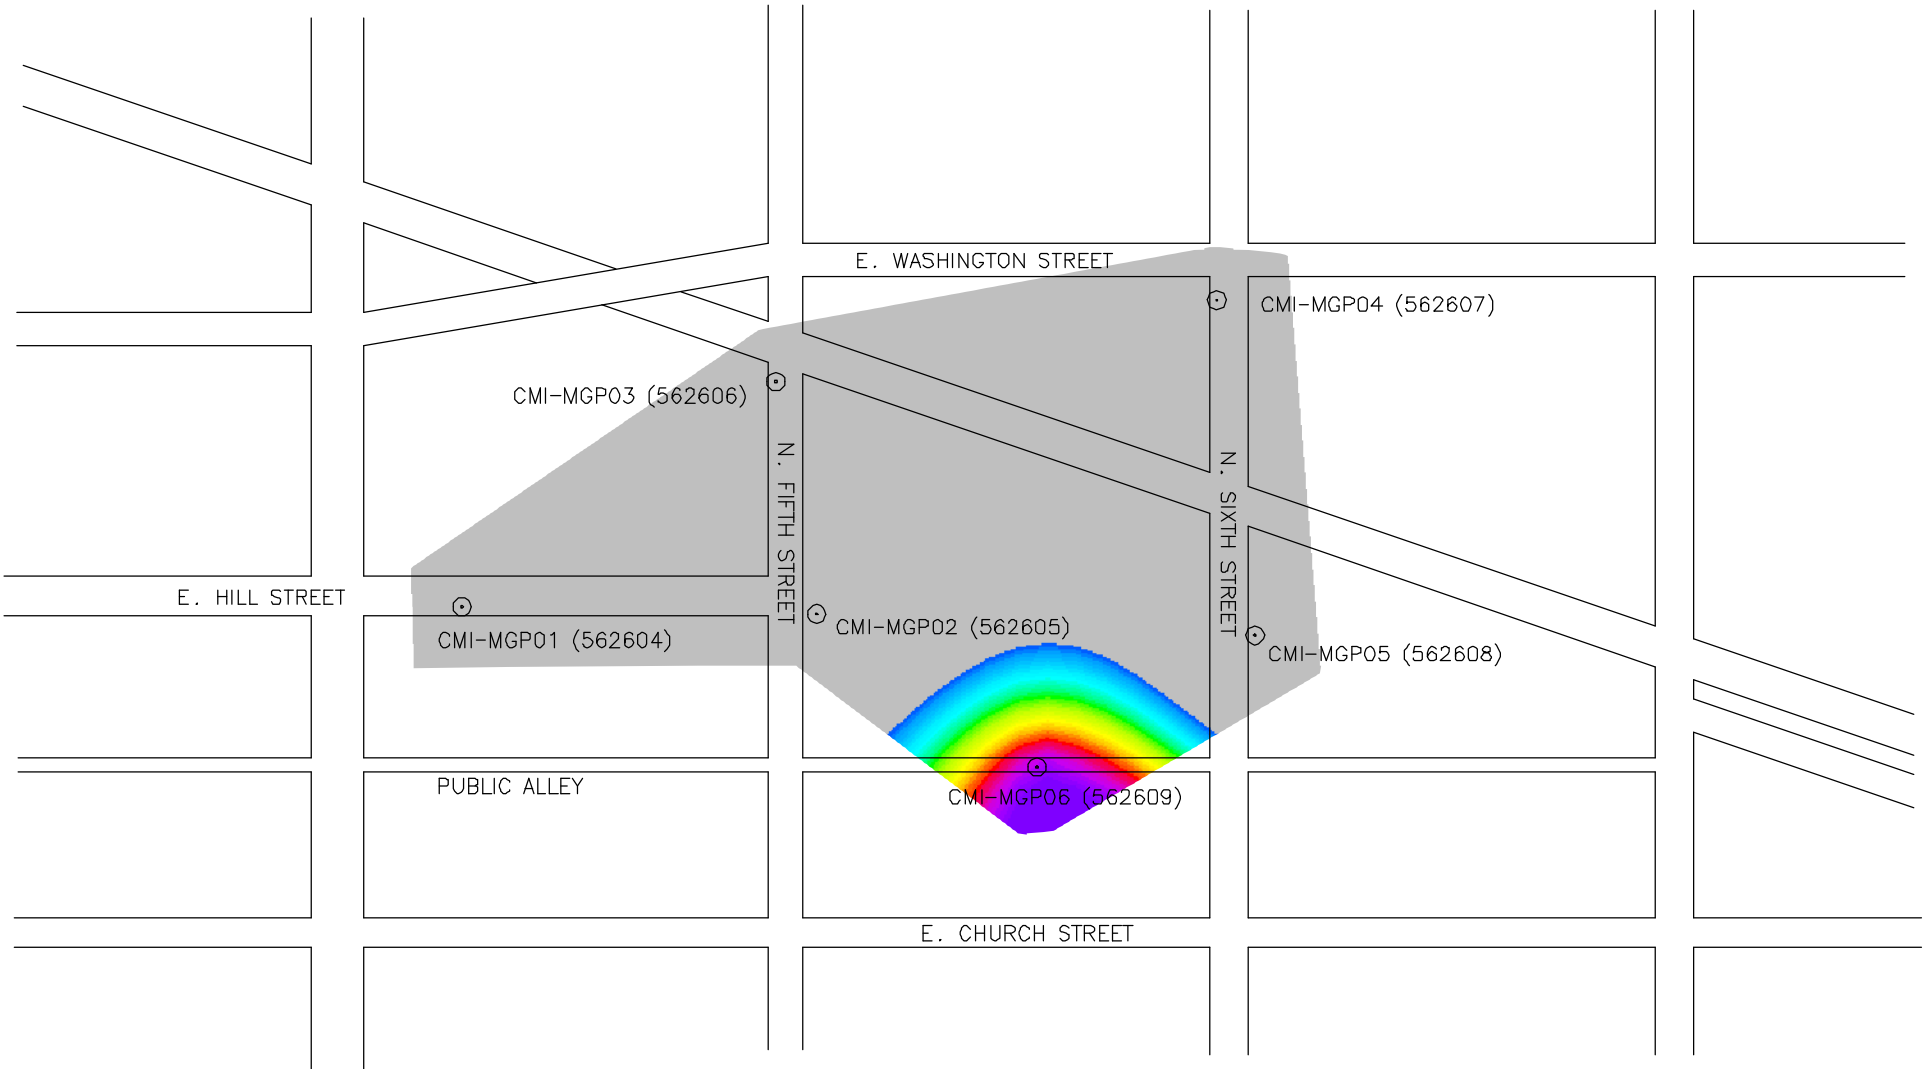 E. WASHINGTON STREET
CMI-MGP04 (562607)
CMI-MGP03 (562606)
N. FIFTH STREET
N. SIXTH STREET
E. HILL STREET
CMI-MGP01 (562604)
CMI-MGP02 (562605)
CMI-MGP05 (562608)
PUBLIC ALLEY
CMI-MGP06 (562609)
E. CHURCH STREET